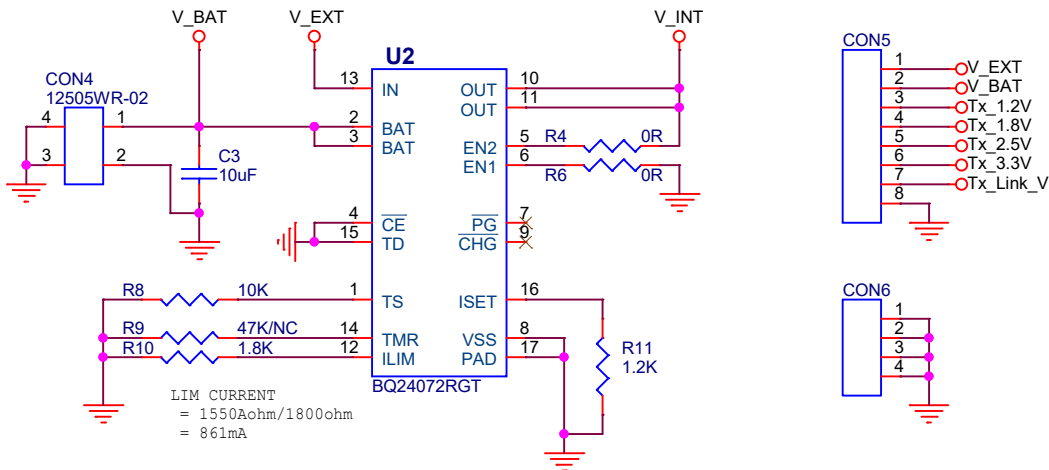 V_BAT
V_EXT
V_INT
U2
CON4
12505WR-02
4
1
3
2
C3
10uF
13
IN
2
BAT
3
BAT
4
CE
15
TD
1
TS
14
TMR
12
ILIM
OUT
10
OUT
11
EN2
5
EN1
6
PG
7
CHG
9
ISET
16
VSS
8
PAD
17
BQ24072RGT
R4
0R
R6
0R
R8
10K
R9
47K/NC
R10
1.8K
R11
1.2K
LIM CURRENT
= 1550Aohm/1800ohm
= 861mA
CON5
1
V_EXT
2
V_BAT
3
Tx_1.2V
4
Tx_1.8V
5
Tx_2.5V
6
Tx_3.3V
7
Tx_Link_V
8
CON6
1
2
3
4